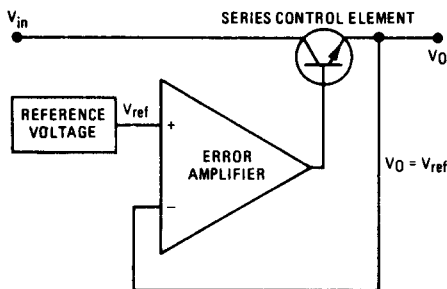 SERIES CONTROL ELEMENT
Vin
VO
REFERENCE
VOLTAGE
Vref
+
ERROR
AMPLIFIER
−
VO = Vref